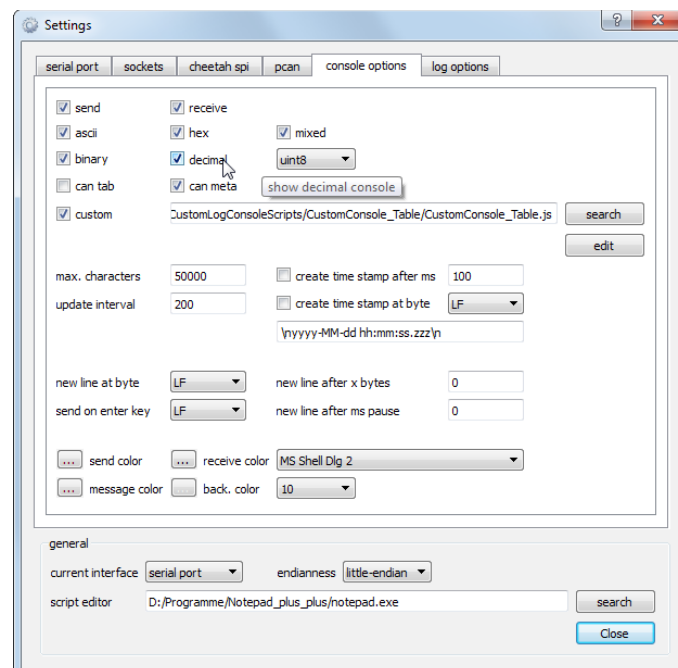 Settings
?
serial port sockets cheetah spi pcan console options log options
send receive
ascii hex mixed
binary decimal uint8
can tab can meta show decimal console
custom CustomLogConsoleScripts/CustomConsole_Table/CustomConsole_Table.js search
edit
max. characters 50000 create time stamp after ms 100
update interval 200 create time stamp at byte LF
\nyyyy-MM-dd hh:mm:ss.zzz\n
new line at byte LF new line after x bytes 0
send on enter key LF new line after ms pause 0
... send color ... receive color MS Shell Dlg 2
... message color ... back. color 10
general
current interface serial port endianness little-endian
script editor D:/Programme/Notepad_plus_plus/notepad.exe search
Close